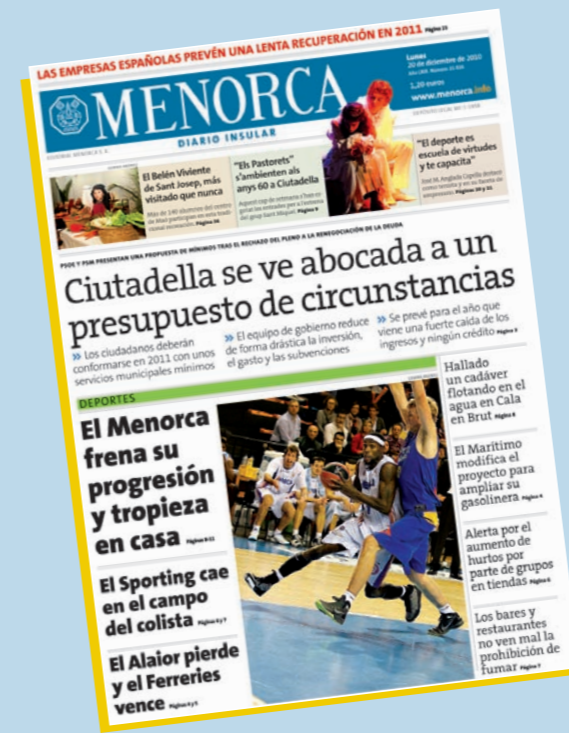 LAS EMPRESAS ESPAÑOLAS PREVÉN UNA LENTA RECUPERACIÓN EN 2011 Página 15
MENORCA
DIARIO INSULAR
EDITORIAL MENORCA S.A.
Lunes
20 de diciembre de 2010
1,20 euros
www.menorca.info
El Belén Viviente
de Sant Josep, más
visitado que nunca
"Els Pastorets"
s'ambienten als
anys 60 a Ciutadella
"El deporte es
escuela de virtudes
y te capacita"
PSOE Y PSM PRESENTAN UNA PROPUESTA DE MÍNIMOS TRAS EL RECHAZO DEL PLENO A LA RENEGOCIACIÓN DE LA DEUDA
Ciutadella se ve abocada a un
presupuesto de circunstancias
» Los ciudadanos deberán
conformarse en 2011 con unos
servicios municipales mínimos
» El equipo de gobierno reduce
de forma drástica la inversión,
el gasto y las subvenciones
» Se prevé para el año que
viene una fuerte caída de los
ingresos y ningún crédito Página 3
DEPORTES
El Menorca
frena su
progresión
y tropieza
en casa
El Sporting cae
en el campo
del colista
El Alaior pierde
y el Ferreries
vence
Hallado
un cadáver
flotando en el
agua en Cala
en Brut
El Marítimo
modifica el
proyecto para
ampliar su
gasolinera
Alerta por el
aumento de
hurtos por
parte de grupos
en tiendas
Los bares y
restaurantes
no ven mal la
prohibición de
fumar